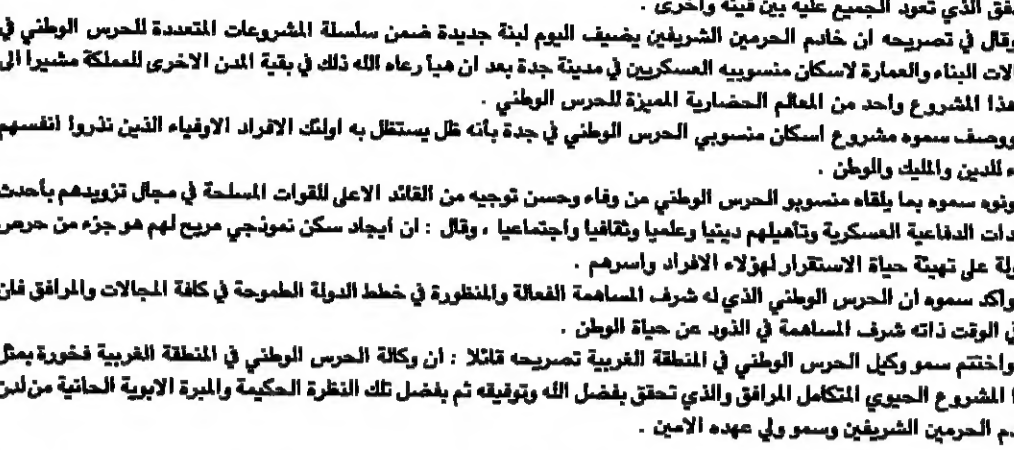 فق الذي تعود الجميع عليه بين فينة واخرى .
وقال في تصريحه ان خادم الحرمين الشريفين يضيف اليوم لبنة جديدة ضمن سلسلة المشروعات المتعددة للحرس الوطني في
الات البناء والعمارة لاسكان منسوبيه العسكريين في مدينة جدة بعد ان هيأ رعاه الله ذلك في بقية المدن الاخرى للمملكة مشيراً الى
هذا المشروع واحد من المعالم الحضارية المميزة للحرس الوطني .
ووصف سموه مشروع اسكان منسوبي الحرس الوطني في جدة بأنه ظل يستظل به اولئك الافراد الاوفياء الذين نذروا انفسهم
ء للدين والمليك والوطن .
ونوه سموه بما يلقاه منسوبو الحرس الوطني من وفاء وحسن توجيه من القائد الاعلى للقوات المسلحة في مجال تزويدهم بأحدث
دات الدفاعية العسكرية وتأهيلهم دينيا وعلميا وثقافيا وأجتماعيا ، وقال : ان أيجاد سكن نموذجي مريح لهم هو جزء من حرص
ولة على تهيئة حياة الاستقرار لهؤلاء الافراد واسرهم .
واكد سموه ان الحرس الوطني الذي له شرف المساهمة الفعالة والمنظورة في خطط الدولة الطموحة في كافة المجالات والمرافق فان
ي الوقت ذاته شرف المساهمة في الذود عن حياة الوطن .
واختتم سمو وكيل الحرس الوطني في المنطقة الغربية تصريحه قائلا : ان وكالة الحرس الوطني في المنطقة الغربية فخورة بمثل
ا المشروع الحيوي المتكامل المرافق والذي تحقق بفضل الله وتوفيقه ثم بفضل تلك النظرة الحكيمة والمبرة الابوية الحانية من لدن
دم الحرمين الشريفين وسمو ولي عهده الامين .